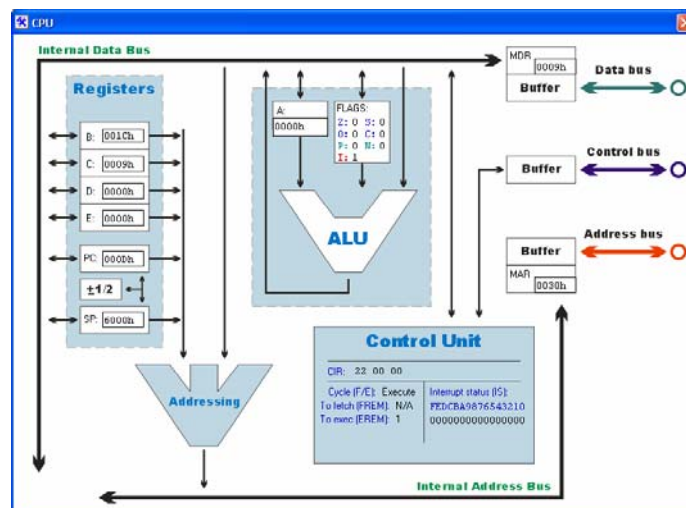 CPU
Internal Data Bus
Registers
B: 001Ch
C: 0009h
D: 0000h
E: 0000h
PC: 000Dh
±1/2
SP: 6000h
A:
0000h
FLAGS:
Z: 0 S: 0
O: 0 C: 0
P: 0 N: 0
I: 1
ALU
MDR
0009h
Buffer
Data bus
Buffer
Control bus
Buffer
MAR
0030h
Address bus
Addressing
Control Unit
CIR: 22 00 00
Cycle (F/E): Execute
To fetch (FREM): N/A
To exec (EREM): 1
Interrupt status (IS):
FEDCBA9876543210
0000000000000000
Internal Address Bus